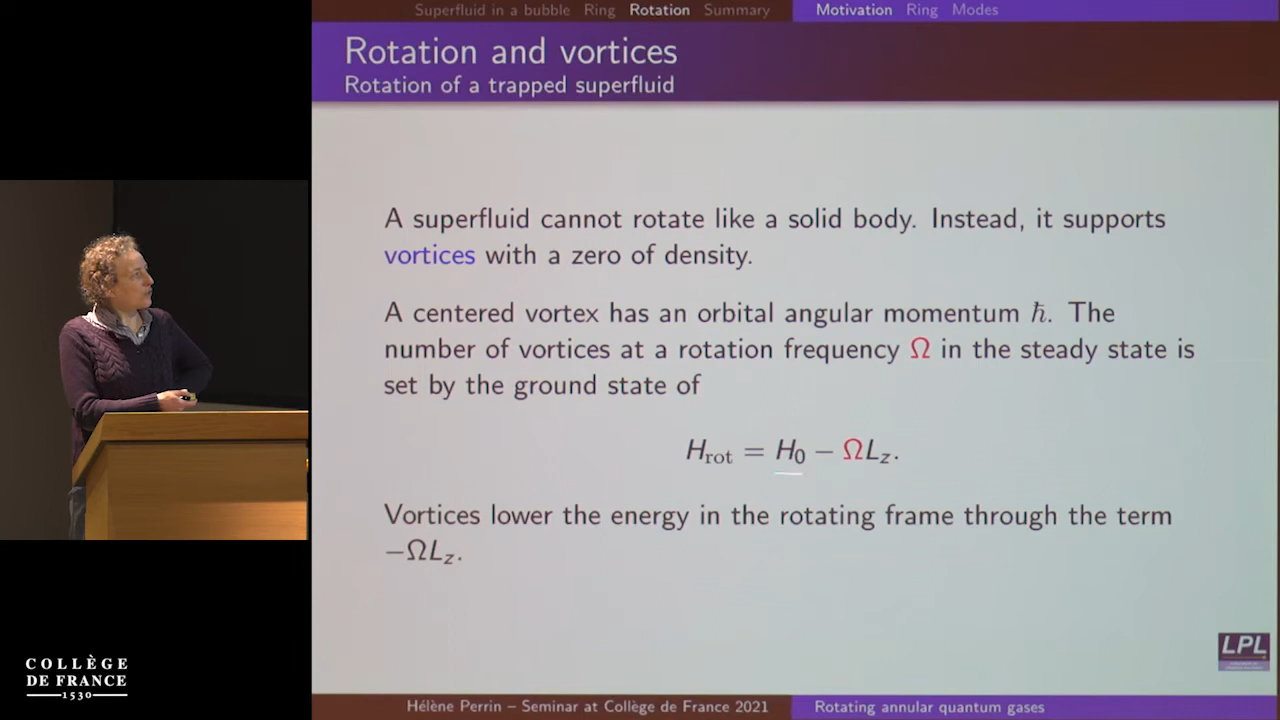 Superfluid in a bubble Ring Rotation Summary
Motivation Ring Modes
Rotation and vortices
Rotation of a trapped superfluid
A superfluid cannot rotate like a solid body. Instead, it supports
vortices with a zero of density.
A centered vortex has an orbital angular momentum ℏ. The
number of vortices at a rotation frequency Ω in the steady state is
set by the ground state of
H_rot = H_0 − ΩL_z.
Vortices lower the energy in the rotating frame through the term
−ΩL_z.
LPL
Hélène Perrin – Seminar at Collège de France 2021
Rotating annular quantum gases
COLLÈGE
DE FRANCE
1530